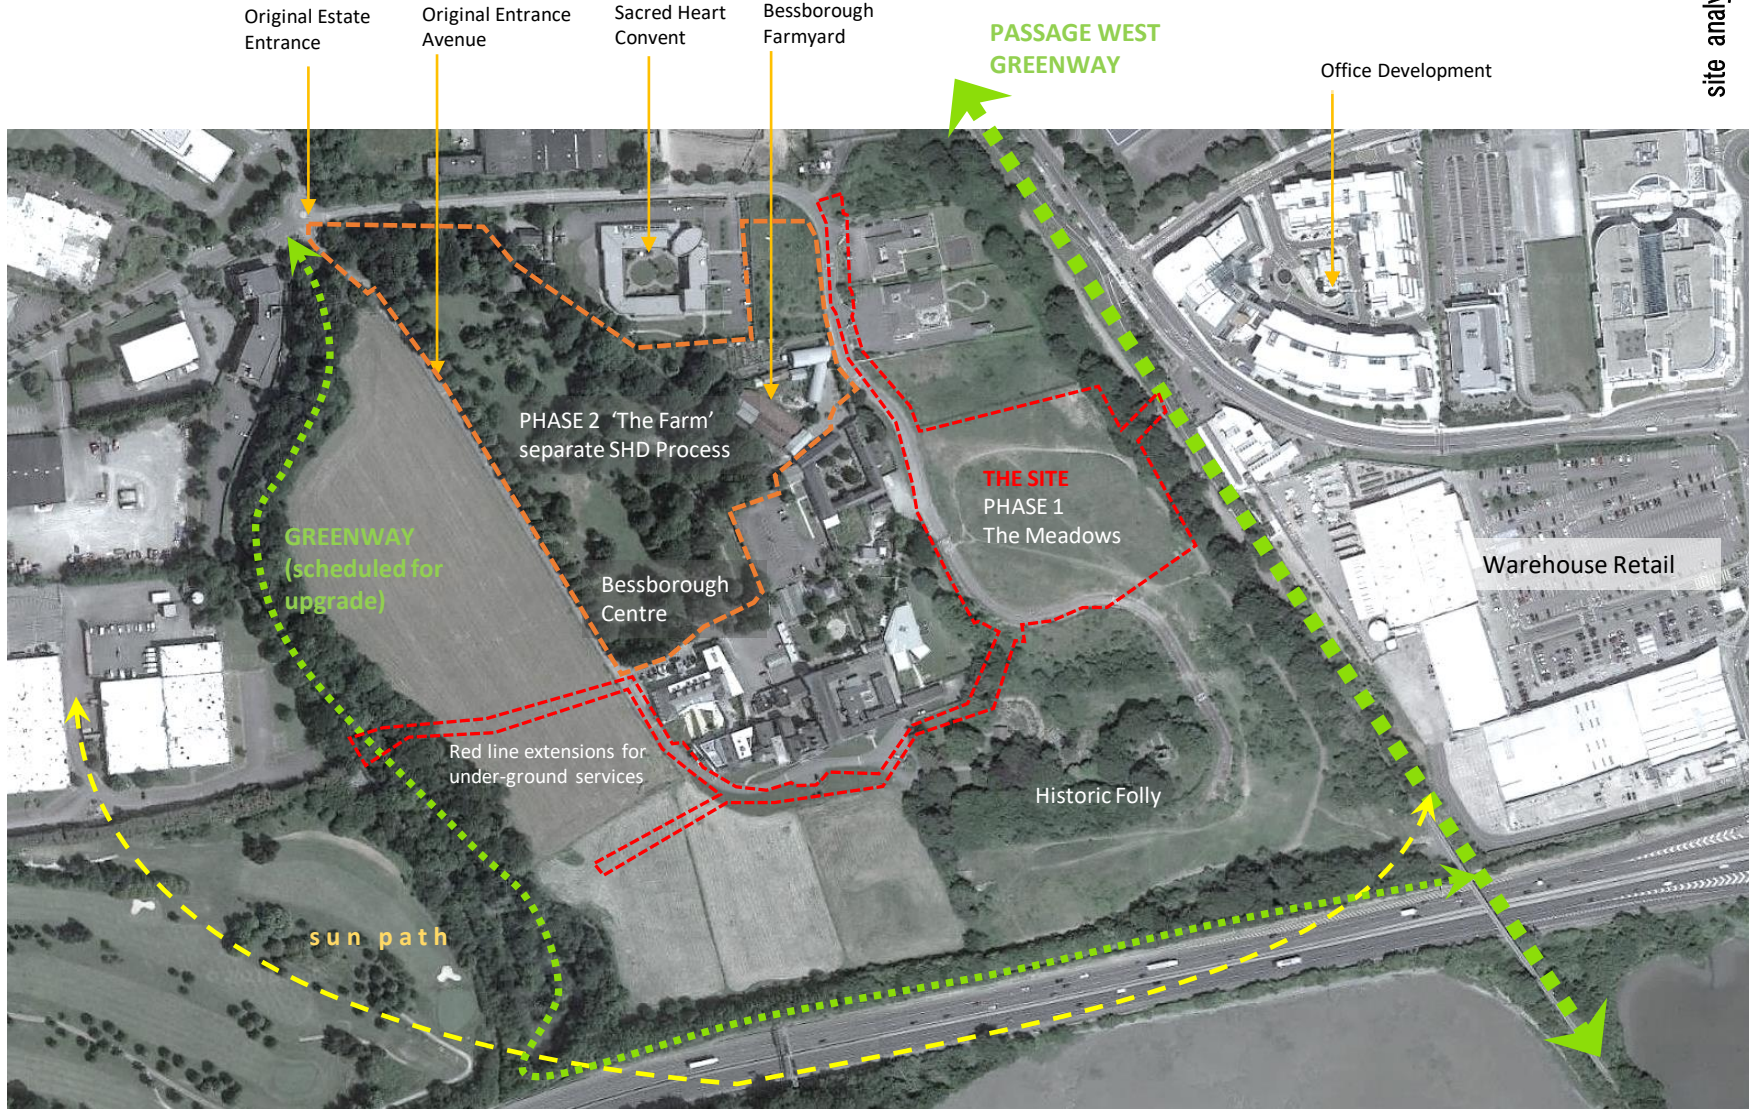 Original Estate
Entrance
Original Entrance
Avenue
Sacred Heart
Convent
Bessborough
Farmyard
PASSAGE WEST
GREENWAY
Office Development
PHASE 2  ‘The Farm’
separate SHD Process
THE SITE
PHASE 1
The Meadows
GREENWAY
(scheduled for
upgrade)
Bessborough
Centre
Warehouse Retail
Red line extensions for
under-ground services
Historic Folly
sun path